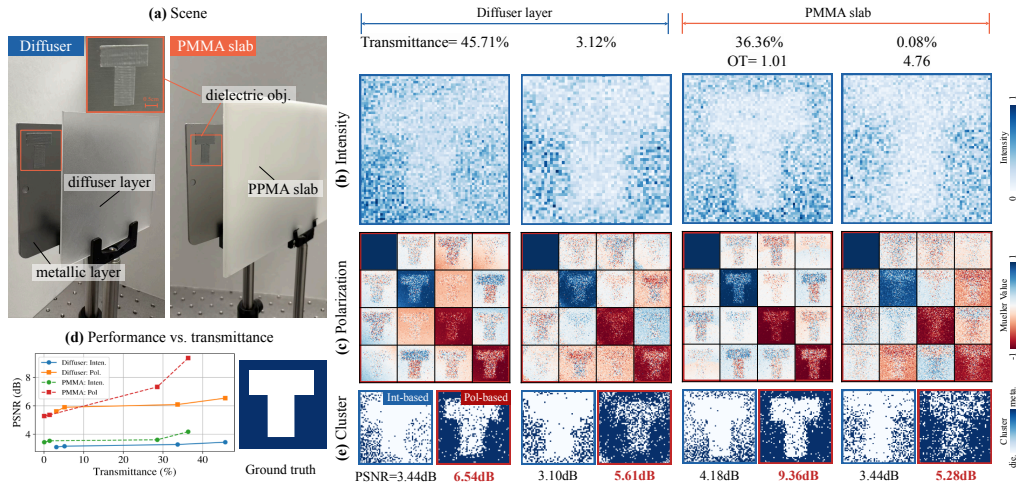 (a) Scene
Diffuser
PMMA slab
dielectric obj.
diffuser layer
PPMA slab
metallic layer
(d) Performance vs. transmittance
Diffuser: Inten.
Diffuser: Pol.
PMMA: Inten.
PMMA: Pol
PSNR (dB)
8
6
4
0 10 20 30 40
Transmittance (%)
Ground truth
Diffuser layer
PMMA slab
Transmittance= 45.71% 3.12% 36.36% 0.08%
OT= 1.01 4.76
(b) Intensity
0 Intensity 1
(c) Polarization
-1 Mueller Value 1
(e) Cluster
Int-based
Pol-based
die. Cluster meta.
PSNR=3.44dB 6.54dB 3.10dB 5.61dB 4.18dB 9.36dB 3.44dB 5.28dB